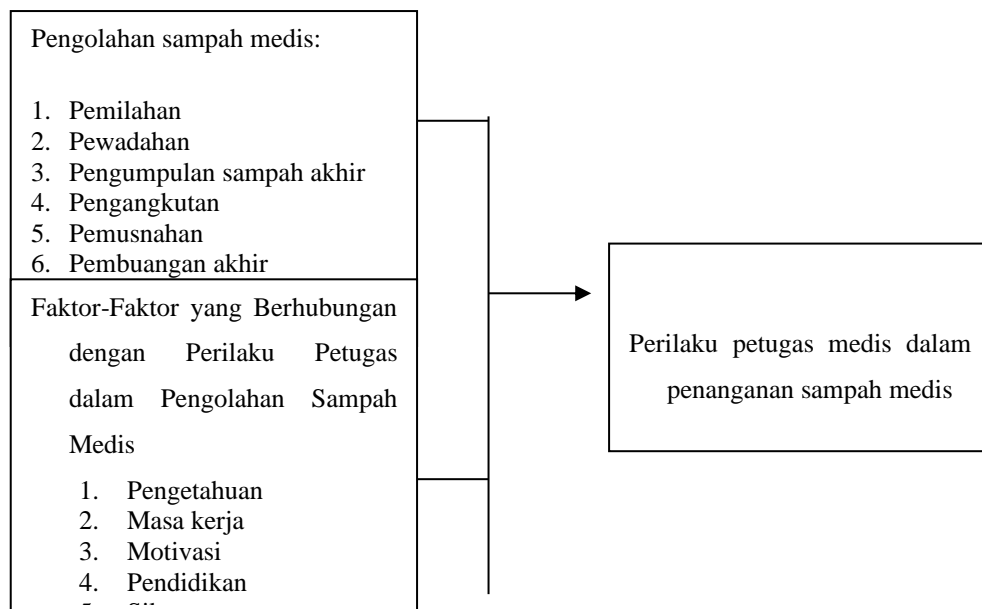 Pengolahan sampah medis:
1. Pemilahan
2. Pewadahan
3. Pengumpulan sampah akhir
4. Pengangkutan
5. Pemusnahan
6. Pembuangan akhir
Faktor-Faktor yang Berhubungan
dengan Perilaku Petugas
dalam Pengolahan Sampah
Medis
1. Pengetahuan
2. Masa kerja
3. Motivasi
4. Pendidikan
Perilaku petugas medis dalam
penanganan sampah medis